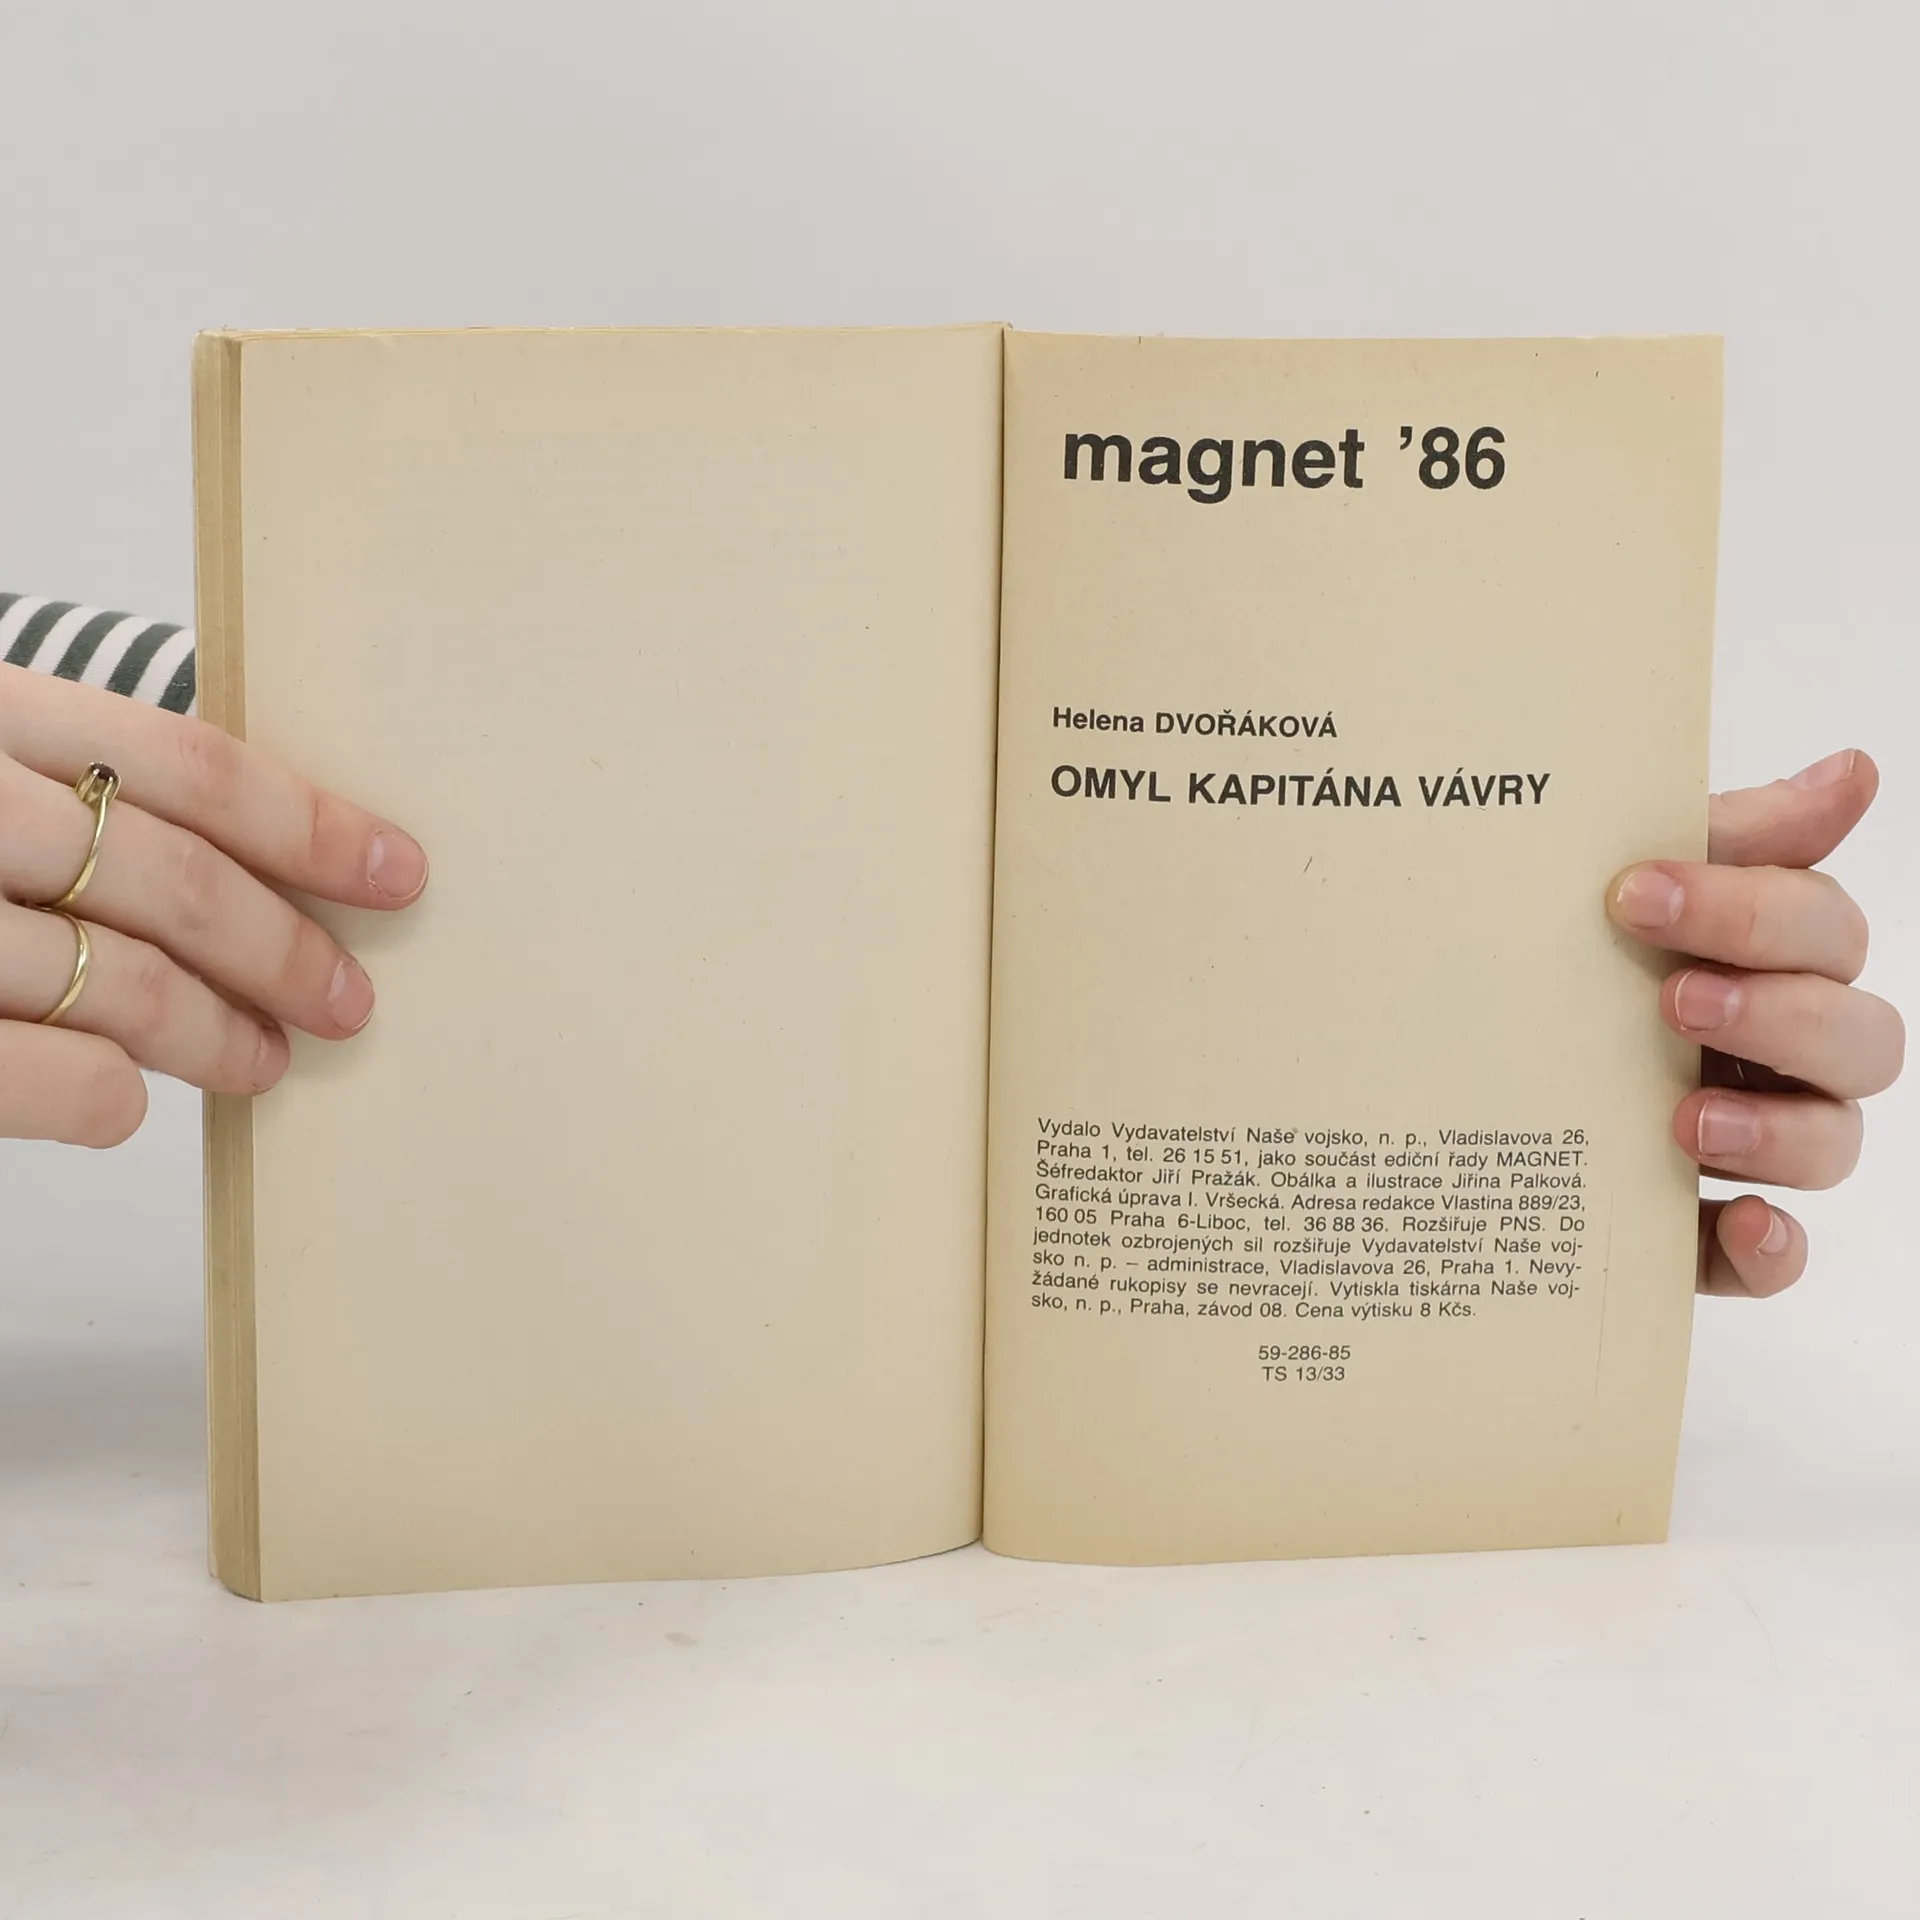 magnet ’86
Helena DVOŘÁKOVÁ
OMYL KAPITÁNA VÁVRY
Vydalo Vydavatelství Naše vojsko, n. p., Vladislavova 26,
Praha 1, tel. 26 15 51, jako součást ediční řady MAGNET.
Šéfredaktor Jiří Pražák. Obálka a ilustrace Jiřina Palková.
Grafická úprava I. Vršecká. Adresa redakce Vlastina 889/23,
160 05 Praha 6-Liboc, tel. 36 88 36. Rozšiřuje PNS. Do
jednotek ozbrojených sil rozšiřuje Vydavatelství Naše voj-
sko n. p. – administrace, Vladislavova 26, Praha 1. Nevy-
žádané rukopisy se nevracejí. Vytiskla tiskárna Naše voj-
sko, n. p., Praha, závod 08. Cena výtisku 8 Kčs.
59-286-85
TS 13/33